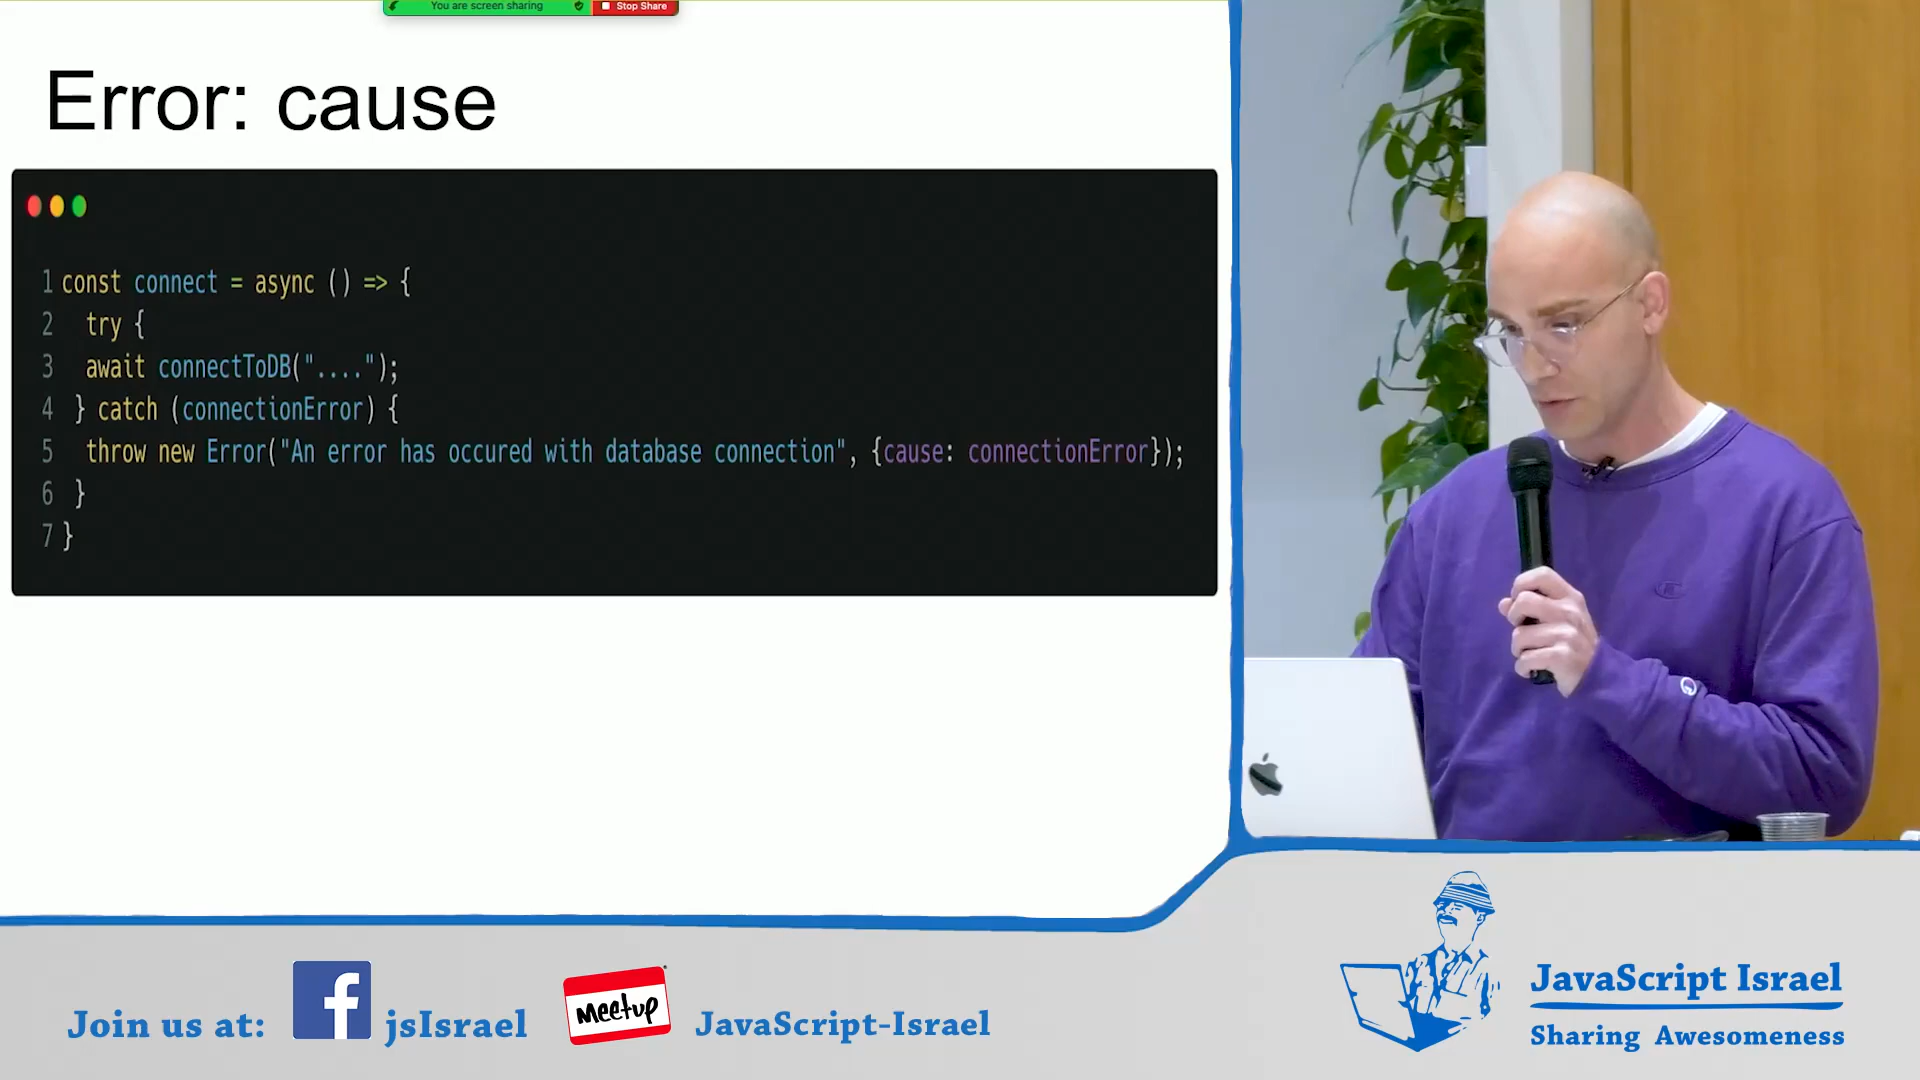 You are screen sharing Stop Share
Error: cause
1 const connect = async () => {
2 try {
3 await connectToDB("....");
4 } catch (connectionError) {
5 throw new Error("An error has occured with database connection", {cause: connectionError});
6 }
7 }
Join us at: f jsIsrael meetup JavaScript-Israel
JavaScript Israel
Sharing Awesomeness